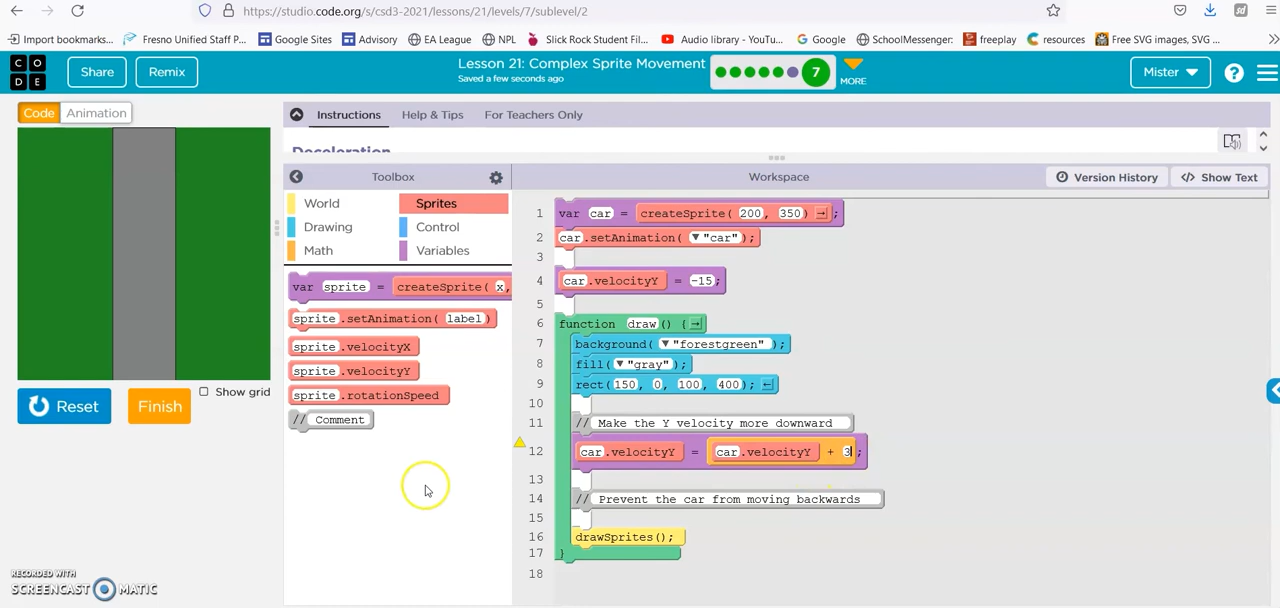 https://studio.code.org/s/csd3-2021/lessons/21/levels/7/sublevel/2
Import bookmarks... Fresno Unified Staff P... Google Sites Advisory EA League NPL Slick Rock Student Fil... Audio library - YouTu... Google SchoolMessenger: freeplay resources Free SVG images, SVG ...
C O D E
Share
Remix
Lesson 21: Complex Sprite Movement
Saved a few seconds ago
7
MORE
Mister
?
Code Animation
Instructions Help & Tips For Teachers Only
Deceleration
Toolbox
Workspace
Version History
</> Show Text
World
Sprites
Drawing
Control
Math
Variables
var sprite = createSprite( x,
sprite.setAnimation( label )
sprite.velocityX
sprite.velocityY
sprite.rotationSpeed
// Comment
1 var car = createSprite( 200, 350) → ;
2 car.setAnimation( ▼ "car");
3
4 car.velocityY = -15;
5
6 function draw() { →
7 background( ▼ "forestgreen" );
8 fill( ▼ "gray");
9 rect(150, 0, 100, 400); ←
10
11 // Make the Y velocity more downward
12 car.velocityY = car.velocityY + 3;
13
14 // Prevent the car from moving backwards
15
16 drawSprites();
17 }
18
Reset
Finish
Show grid
RECORDED WITH
SCREENCAST MATIC